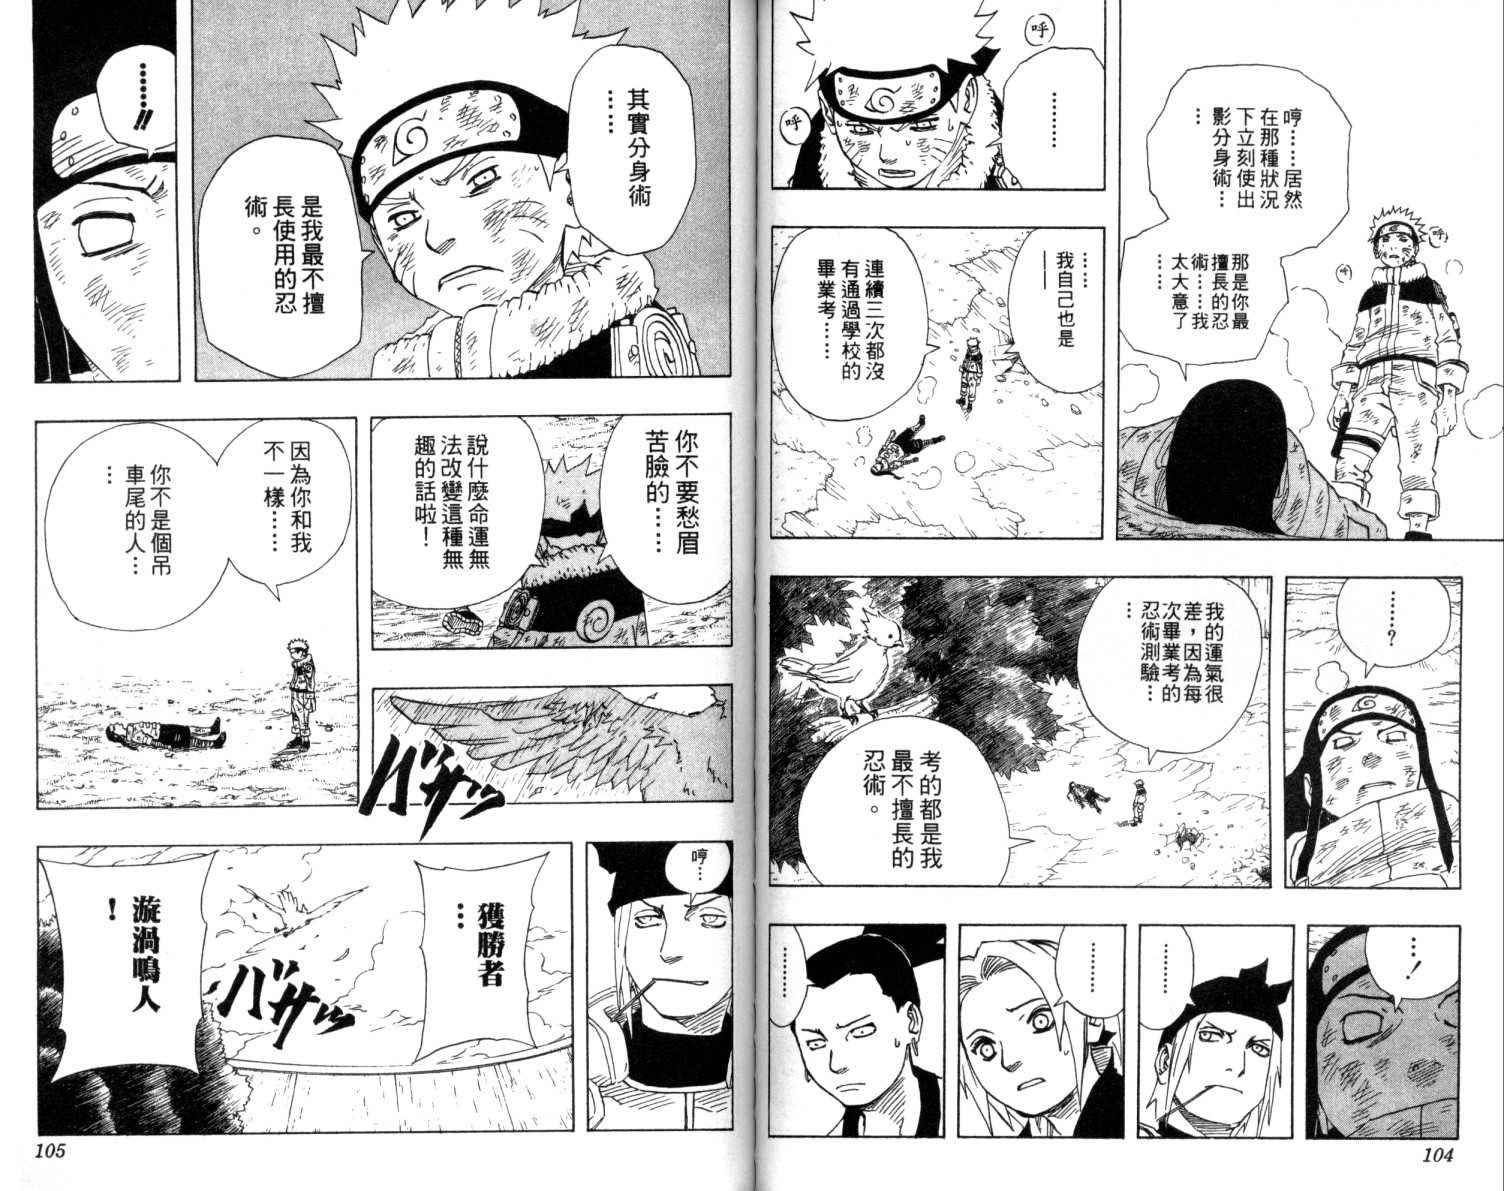 哼……居然
在那種狀況
下立刻使出
影分身術…
…
那是你最
擅長的忍
術……我
太大意了
……
呼
呼
呼
呼
………
………
我自己也是
——
連續三次都沒
有通過學校的
畢業考……
………?
我的運氣很
差，因為每
次畢業考的
忍術測驗…
…
考的都是我
最不擅長的
忍術。
…!
………
………
………
104
其實分身術
……
是我最不擅
長使用的忍
術。
………!!
你不要愁眉
苦臉的……
說什麼命運無
法改變這種無
趣的話啦！
因為你和我
不一樣……
你不是個吊
車尾的人…
…
バサッ
哼…
獲勝者
…
バサッ
漩渦鳴人
！
105